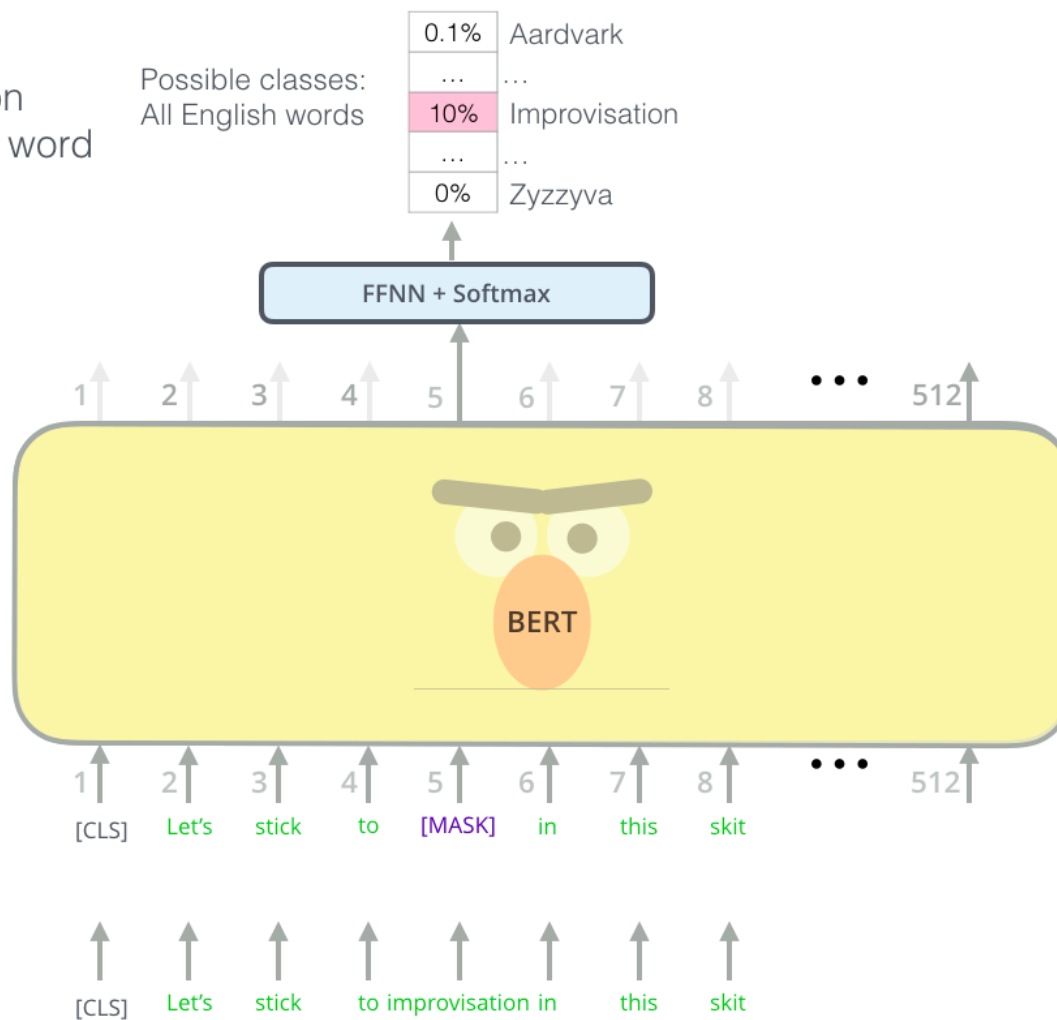 0.1% Aardvark
... ...
Possible classes:
All English words
10% Improvisation
... ...
0% Zyzzyva
on
word
FFNN + Softmax
1 2 3 4 5 6 7 8 ••• 512
BERT
1 2 3 4 5 6 7 8 ••• 512
[CLS] Let's stick to [MASK] in this skit
[CLS] Let's stick to improvisation in this skit